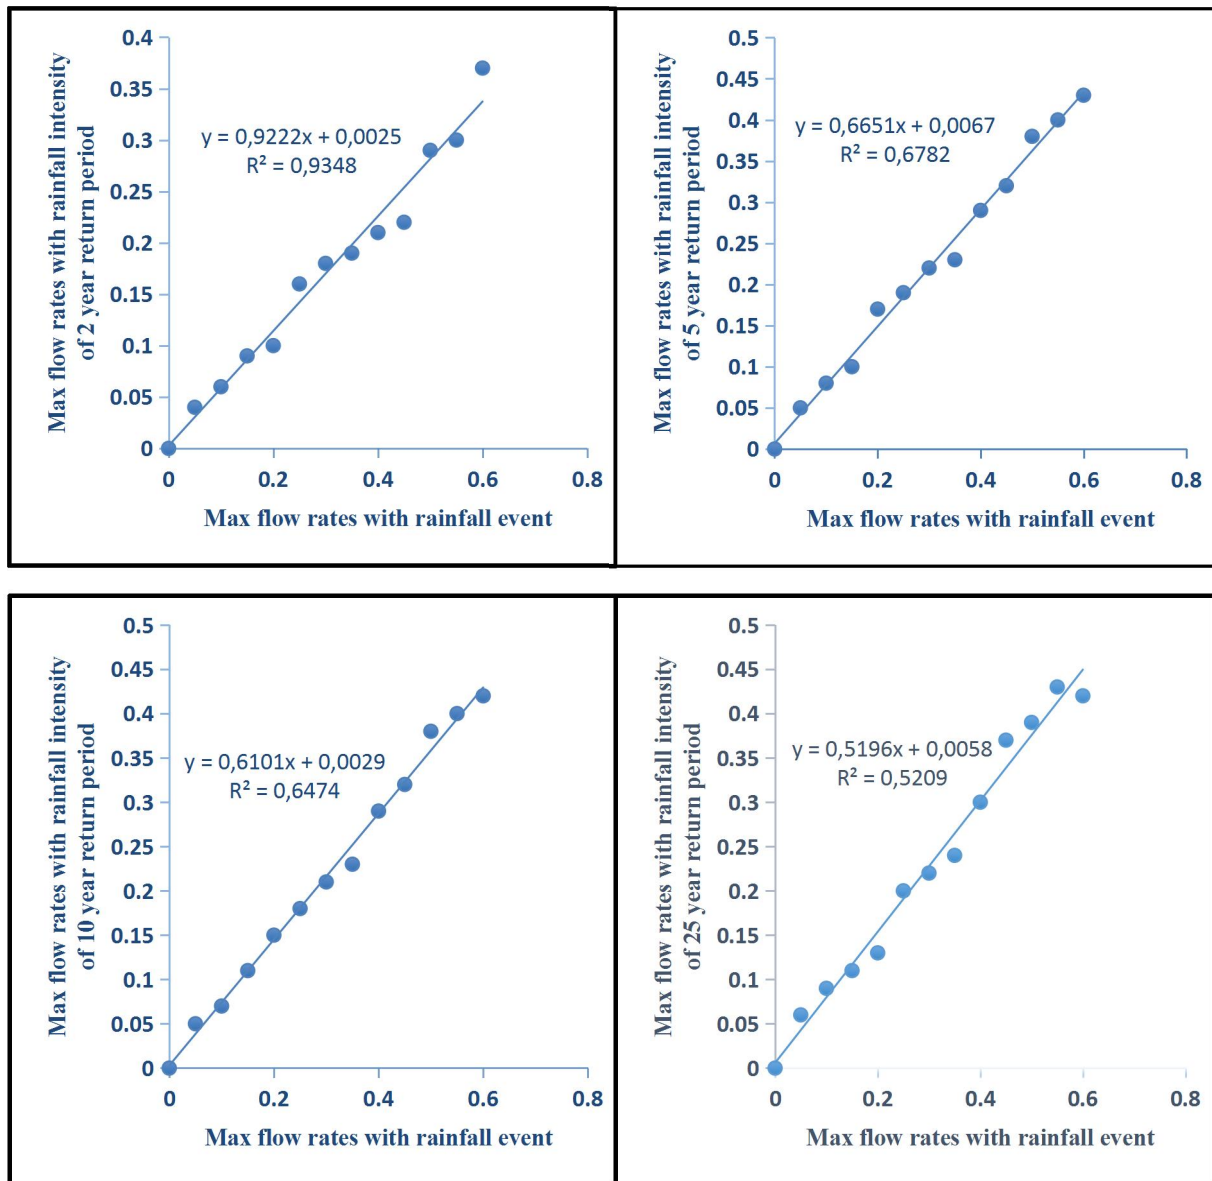 Max flow rates with rainfall intensity
of 2 year return period
0.4
0.35
0.3
0.25
0.2
0.15
0.1
0.05
0
y = 0,9222x + 0,0025
R² = 0,9348
0 0.2 0.4 0.6 0.8
Max flow rates with rainfall event
Max flow rates with rainfall intensity
of 5 year return period
0.5
0.45
0.4
0.35
0.3
0.25
0.2
0.15
0.1
0.05
0
y = 0,6651x + 0,0067
R² = 0,6782
0 0.2 0.4 0.6 0.8
Max flow rates with rainfall event
Max flow rates with rainfall intensity
of 10 year return period
0.5
0.45
0.4
0.35
0.3
0.25
0.2
0.15
0.1
0.05
0
y = 0,6101x + 0,0029
R² = 0,6474
0 0.2 0.4 0.6 0.8
Max flow rates with rainfall event
Max flow rates with rainfall intensity
of 25 year return period
0.5
0.45
0.4
0.35
0.3
0.25
0.2
0.15
0.1
0.05
0
y = 0,5196x + 0,0058
R² = 0,5209
0 0.2 0.4 0.6 0.8
Max flow rates with rainfall event